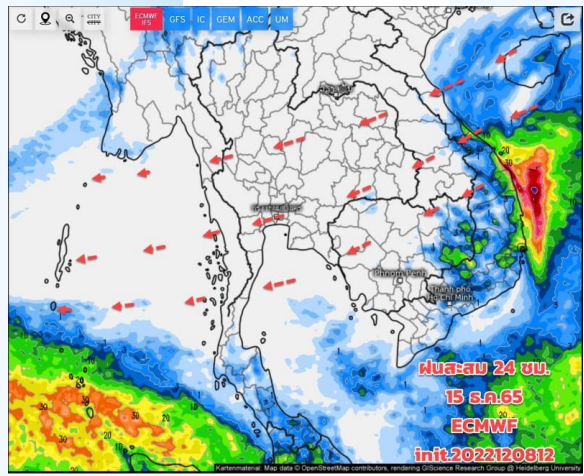 CITY
CITY
ECMWF
IFS
GFS IC GEM ACC UM
Phnom Penh
Thành phố
Hồ Chí Minh
ฝนสะสม 24 ชม.
15 ธ.ค.65
ECMWF
init.2022120812
Kartenmaterial: Map data © OpenStreetMap contributors, rendering GIScience Research Group @ Heidelberg University